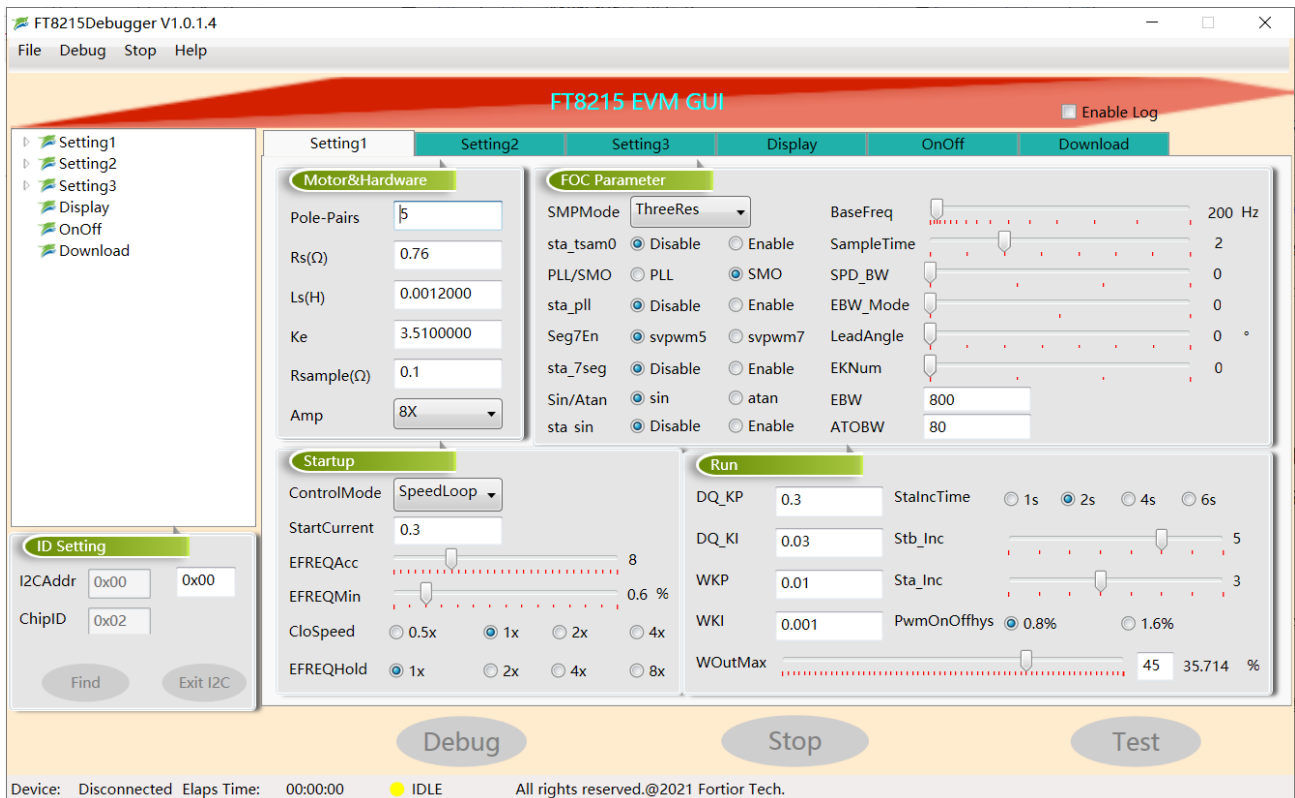 FT8215Debugger V1.0.1.4
File Debug Stop Help
FT8215 EVM GUI
Enable Log
Setting1
Setting2
Setting3
Display
OnOff
Download
Setting1 Setting2 Setting3 Display OnOff Download
Motor&Hardware
Pole-Pairs 5
Rs(Ω) 0.76
Ls(H) 0.0012000
Ke 3.5100000
Rsample(Ω) 0.1
Amp 8X
FOC Parameter
SMPMode ThreeRes
sta_tsam0 Disable Enable
PLL/SMO PLL SMO
sta_pll Disable Enable
Seg7En svpwm5 svpwm7
sta_7seg Disable Enable
Sin/Atan sin atan
sta sin Disable Enable
BaseFreq 200 Hz
SampleTime 2
SPD_BW 0
EBW_Mode 0
LeadAngle 0 °
EKNum 0
EBW 800
ATOBW 80
Startup
ControlMode SpeedLoop
StartCurrent 0.3
EFREQAcc 8
EFREQMin 0.6 %
CloSpeed 0.5x 1x 2x 4x
EFREQHold 1x 2x 4x 8x
Run
DQ_KP 0.3
DQ_KI 0.03
WKP 0.01
WKI 0.001
StaIncTime 1s 2s 4s 6s
Stb_Inc 5
Sta_Inc 3
PwmOnOffhys 0.8% 1.6%
WOutMax 45 35.714 %
ID Setting
I2CAddr 0x00 0x00
ChipID 0x02
Find Exit I2C
Debug Stop Test
Device: Disconnected Elaps Time: 00:00:00 IDLE All rights reserved.@2021 Fortior Tech.